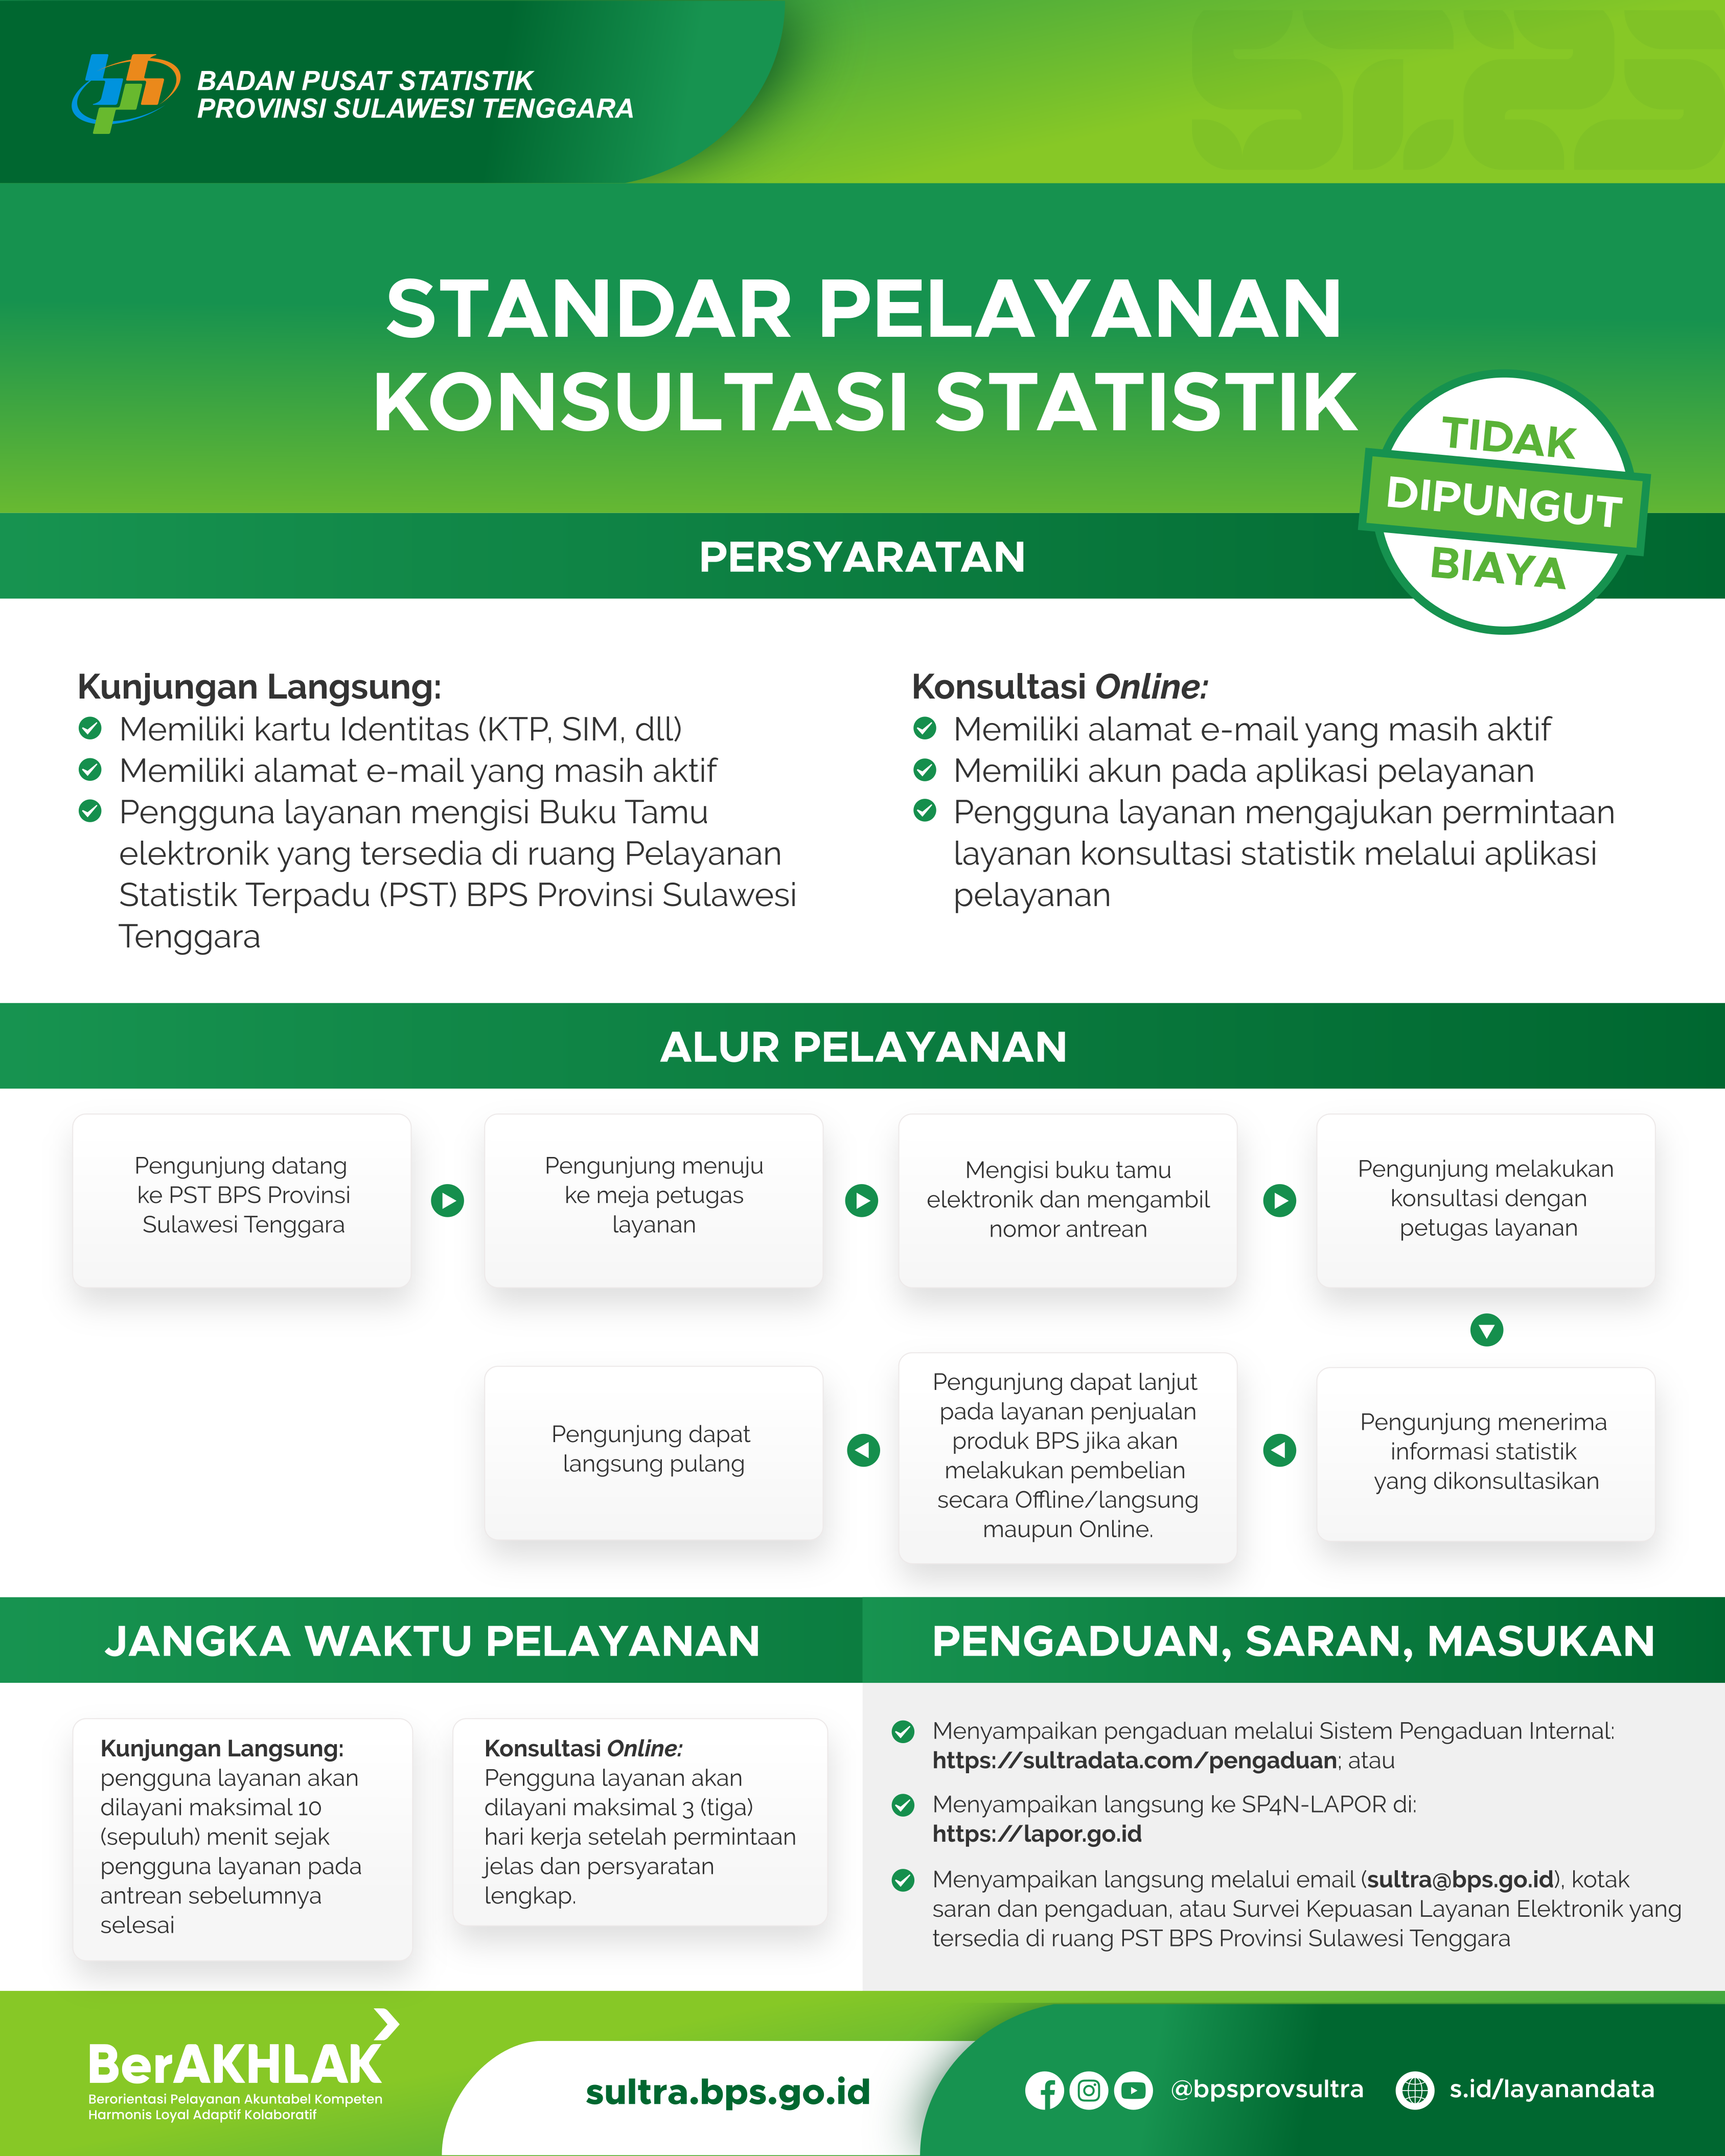 BADAN PUSAT STATISTIK
PROVINSI SULAWESI TENGGARA
ST23
STANDAR PELAYANAN
KONSULTASI STATISTIK
TIDAK
DIPUNGUT
BIAYA
PERSYARATAN
Kunjungan Langsung:
Memiliki kartu Identitas (KTP, SIM, dll)
Memiliki alamat e-mail yang masih aktif
Pengguna layanan mengisi Buku Tamu
elektronik yang tersedia di ruang Pelayanan
Statistik Terpadu (PST) BPS Provinsi Sulawesi
Tenggara
Konsultasi Online:
Memiliki alamat e-mail yang masih aktif
Memiliki akun pada aplikasi pelayanan
Pengguna layanan mengajukan permintaan
layanan konsultasi statistik melalui aplikasi
pelayanan
ALUR PELAYANAN
Pengunjung datang
ke PST BPS Provinsi
Sulawesi Tenggara
Pengunjung menuju
ke meja petugas
layanan
Mengisi buku tamu
elektronik dan mengambil
nomor antrean
Pengunjung melakukan
konsultasi dengan
petugas layanan
Pengunjung menerima
informasi statistik
yang dikonsultasikan
Pengunjung dapat lanjut
pada layanan penjualan
produk BPS jika akan
melakukan pembelian
secara Offline/langsung
maupun Online.
Pengunjung dapat
langsung pulang
JANGKA WAKTU PELAYANAN
Kunjungan Langsung:
pengguna layanan akan
dilayani maksimal 10
(sepuluh) menit sejak
pengguna layanan pada
antrean sebelumnya
selesai
Konsultasi Online:
Pengguna layanan akan
dilayani maksimal 3 (tiga)
hari kerja setelah permintaan
jelas dan persyaratan
lengkap.
PENGADUAN, SARAN, MASUKAN
Menyampaikan pengaduan melalui Sistem Pengaduan Internal:
https://sultradata.com/pengaduan; atau
Menyampaikan langsung ke SP4N-LAPOR di:
https://lapor.go.id
Menyampaikan langsung melalui email (sultra@bps.go.id), kotak
saran dan pengaduan, atau Survei Kepuasan Layanan Elektronik yang
tersedia di ruang PST BPS Provinsi Sulawesi Tenggara
BerAKHLAK
Berorientasi Pelayanan Akuntabel Kompeten
Harmonis Loyal Adaptif Kolaboratif
sultra.bps.go.id
@bpsprovsultra
s.id/layanandata